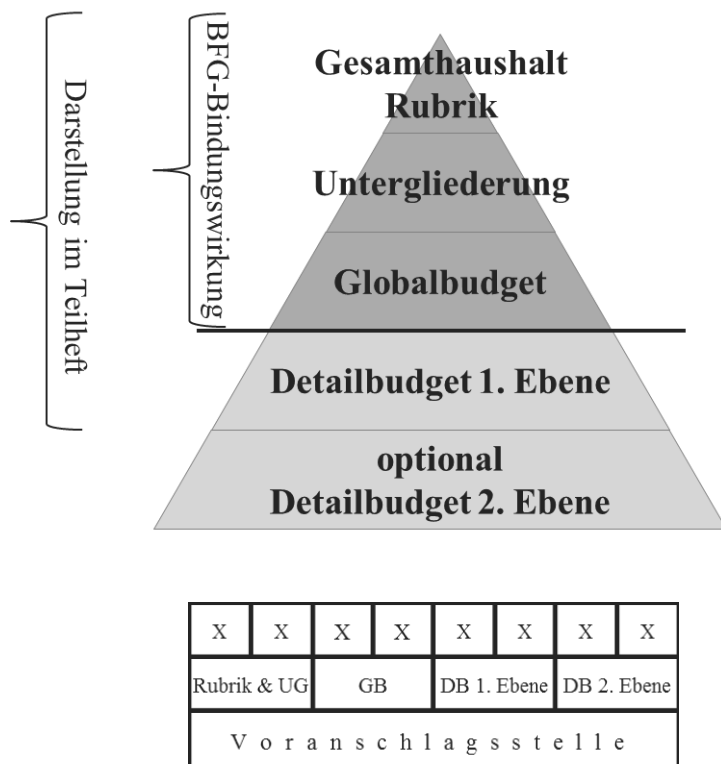 Darstellung im Teilheft
BFG-Bindungswirkung
Gesamthaushalt
Rubrik
Untergliederung
Globalbudget
Detailbudget 1. Ebene
optional
Detailbudget 2. Ebene
X X X X X X X X
Rubrik & UG GB DB 1. Ebene DB 2. Ebene
Voranschlagsstelle